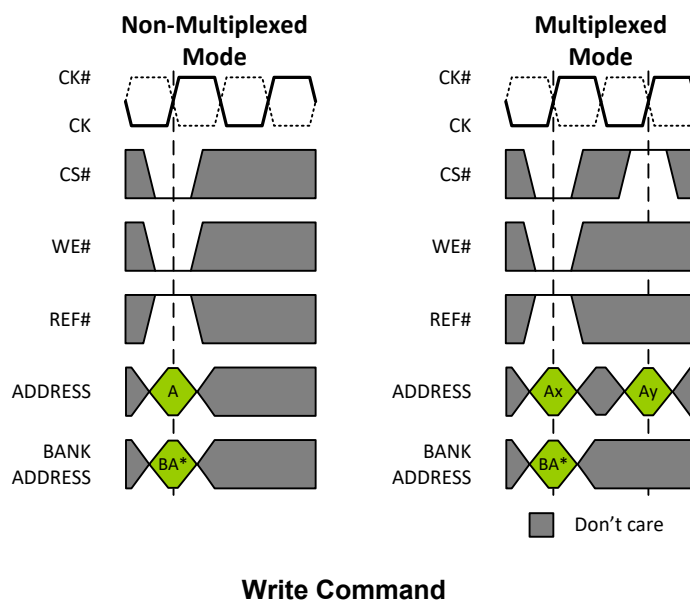 Non-Multiplexed
Mode
Multiplexed
Mode
CK#
CK
CS#
WE#
REF#
ADDRESS
A
BANK
ADDRESS
BA*
CK#
CK
CS#
WE#
REF#
ADDRESS
Ax
Ay
BANK
ADDRESS
BA*
Don't care
Write Command